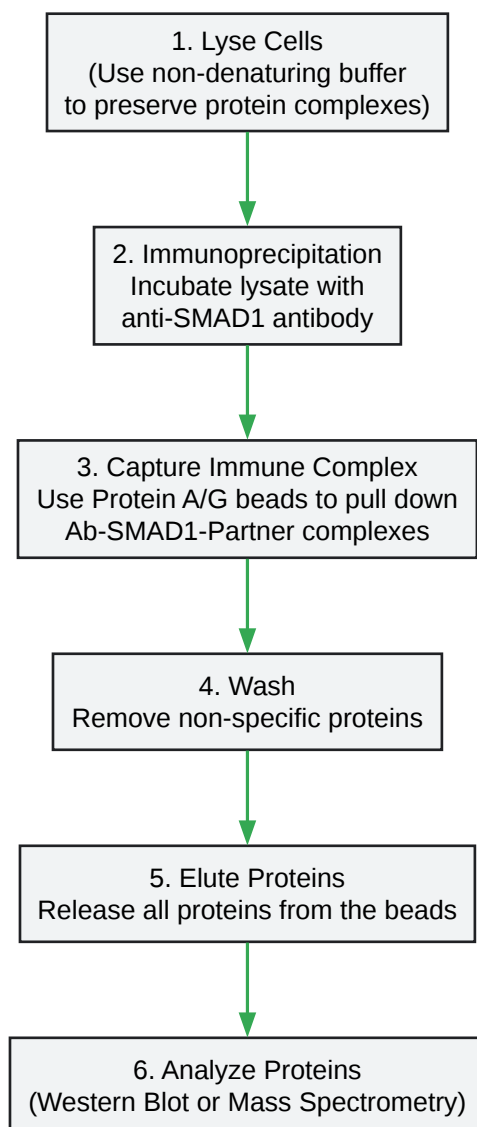 1. Lyse Cells
(Use non-denaturing buffer
to preserve protein complexes)
2. Immunoprecipitation
Incubate lysate with
anti-SMAD1 antibody
3. Capture Immune Complex
Use Protein A/G beads to pull down
Ab-SMAD1-Partner complexes
4. Wash
Remove non-specific proteins
5. Elute Proteins
Release all proteins from the beads
6. Analyze Proteins
(Western Blot or Mass Spectrometry)